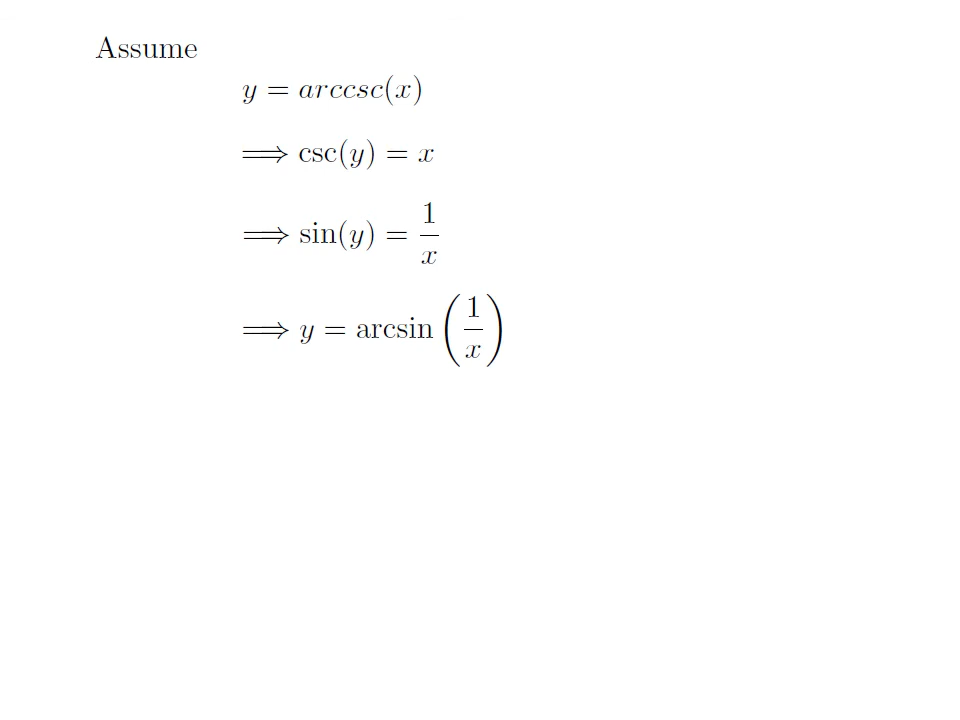 Assume
y = arccsc(x)
⟹ csc(y) = x
⟹ sin(y) = 1/x
⟹ y = arcsin(1/x)